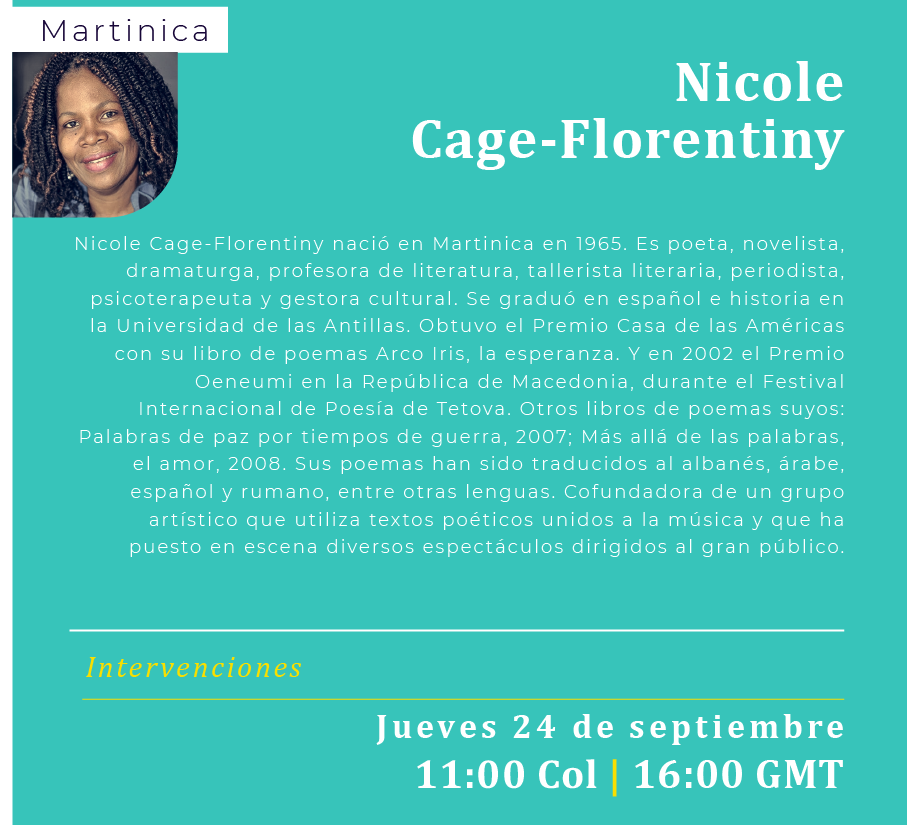 Martinica
Nicole
Cage-Florentiny
Nicole Cage-Florentiny nació en Martinica en 1965. Es poeta, novelista,
dramaturga, profesora de literatura, tallerista literaria, periodista,
psicoterapeuta y gestora cultural. Se graduó en español e historia en
la Universidad de las Antillas. Obtuvo el Premio Casa de las Américas
con su libro de poemas Arco Iris, la esperanza. Y en 2002 el Premio
Oeneumi en la República de Macedonia, durante el Festival
Internacional de Poesía de Tetova. Otros libros de poemas suyos:
Palabras de paz por tiempos de guerra, 2007; Más allá de las palabras,
el amor, 2008. Sus poemas han sido traducidos al albanés, árabe,
español y rumano, entre otras lenguas. Cofundadora de un grupo
artístico que utiliza textos poéticos unidos a la música y que ha
puesto en escena diversos espectáculos dirigidos al gran público.
Intervenciones
Jueves 24 de septiembre
11:00 Col | 16:00 GMT